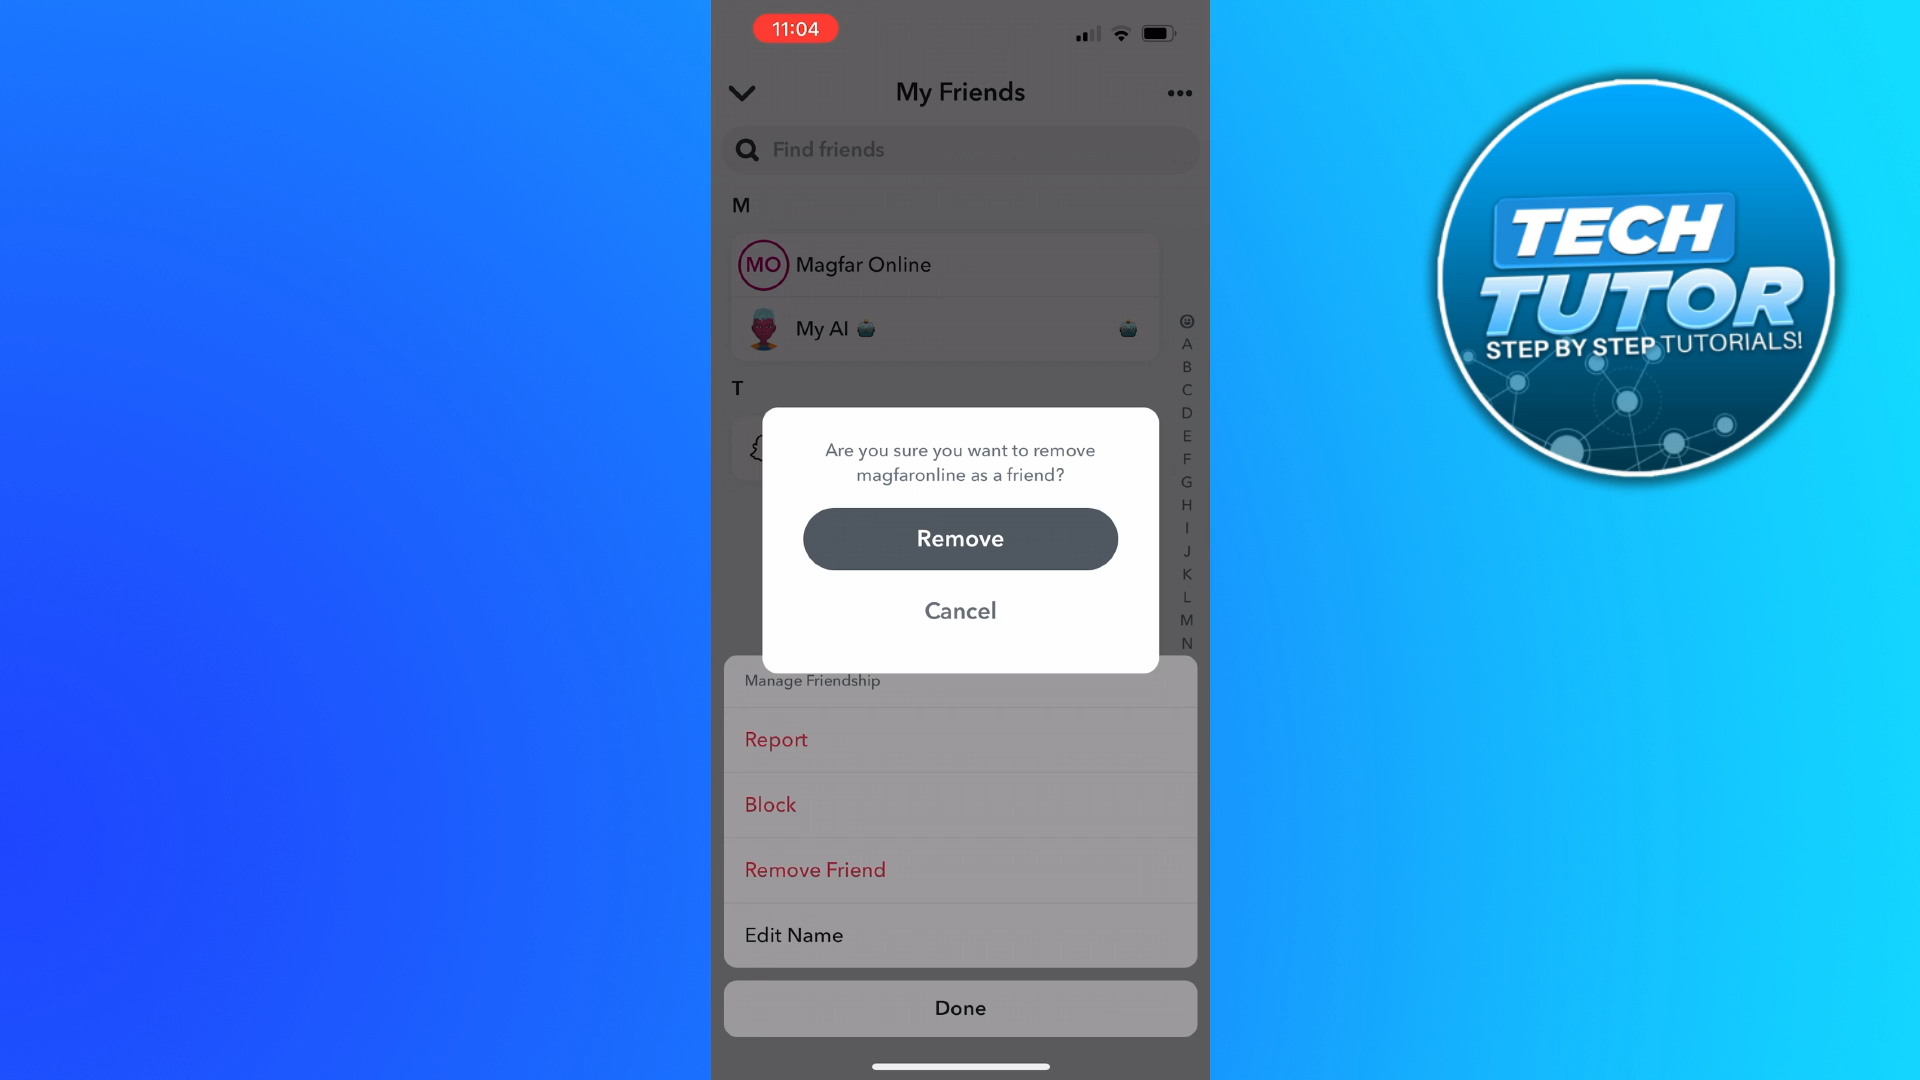 11:04
My Friends
Find friends
M
MO Magfar Online
My AI
T
Are you sure you want to remove
magfaronline as a friend?
Remove
Cancel
A
B
C
D
E
F
G
H
I
J
K
L
M
N
Manage Friendship
Report
Block
Remove Friend
Edit Name
Done
TECH
TUTOR
STEP BY STEP TUTORIALS!